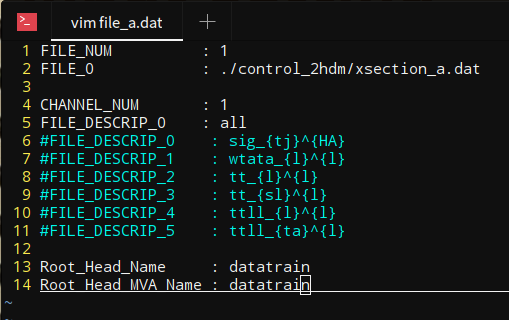 vim file_a.dat
1 FILE_NUM : 1
2 FILE_0 : ./control_2hdm/xsection_a.dat
3
4 CHANNEL_NUM : 1
5 FILE_DESCRIP_0 : all
6 #FILE_DESCRIP_0 : sig_{tj}^{HA}
7 #FILE_DESCRIP_1 : wtata_{l}^{l}
8 #FILE_DESCRIP_2 : tt_{l}^{l}
9 #FILE_DESCRIP_3 : tt_{sl}^{l}
10 #FILE_DESCRIP_4 : ttll_{l}^{l}
11 #FILE_DESCRIP_5 : ttll_{ta}^{l}
12
13 Root_Head_Name : datatrain
14 Root_Head_MVA_Name : datatrain
~